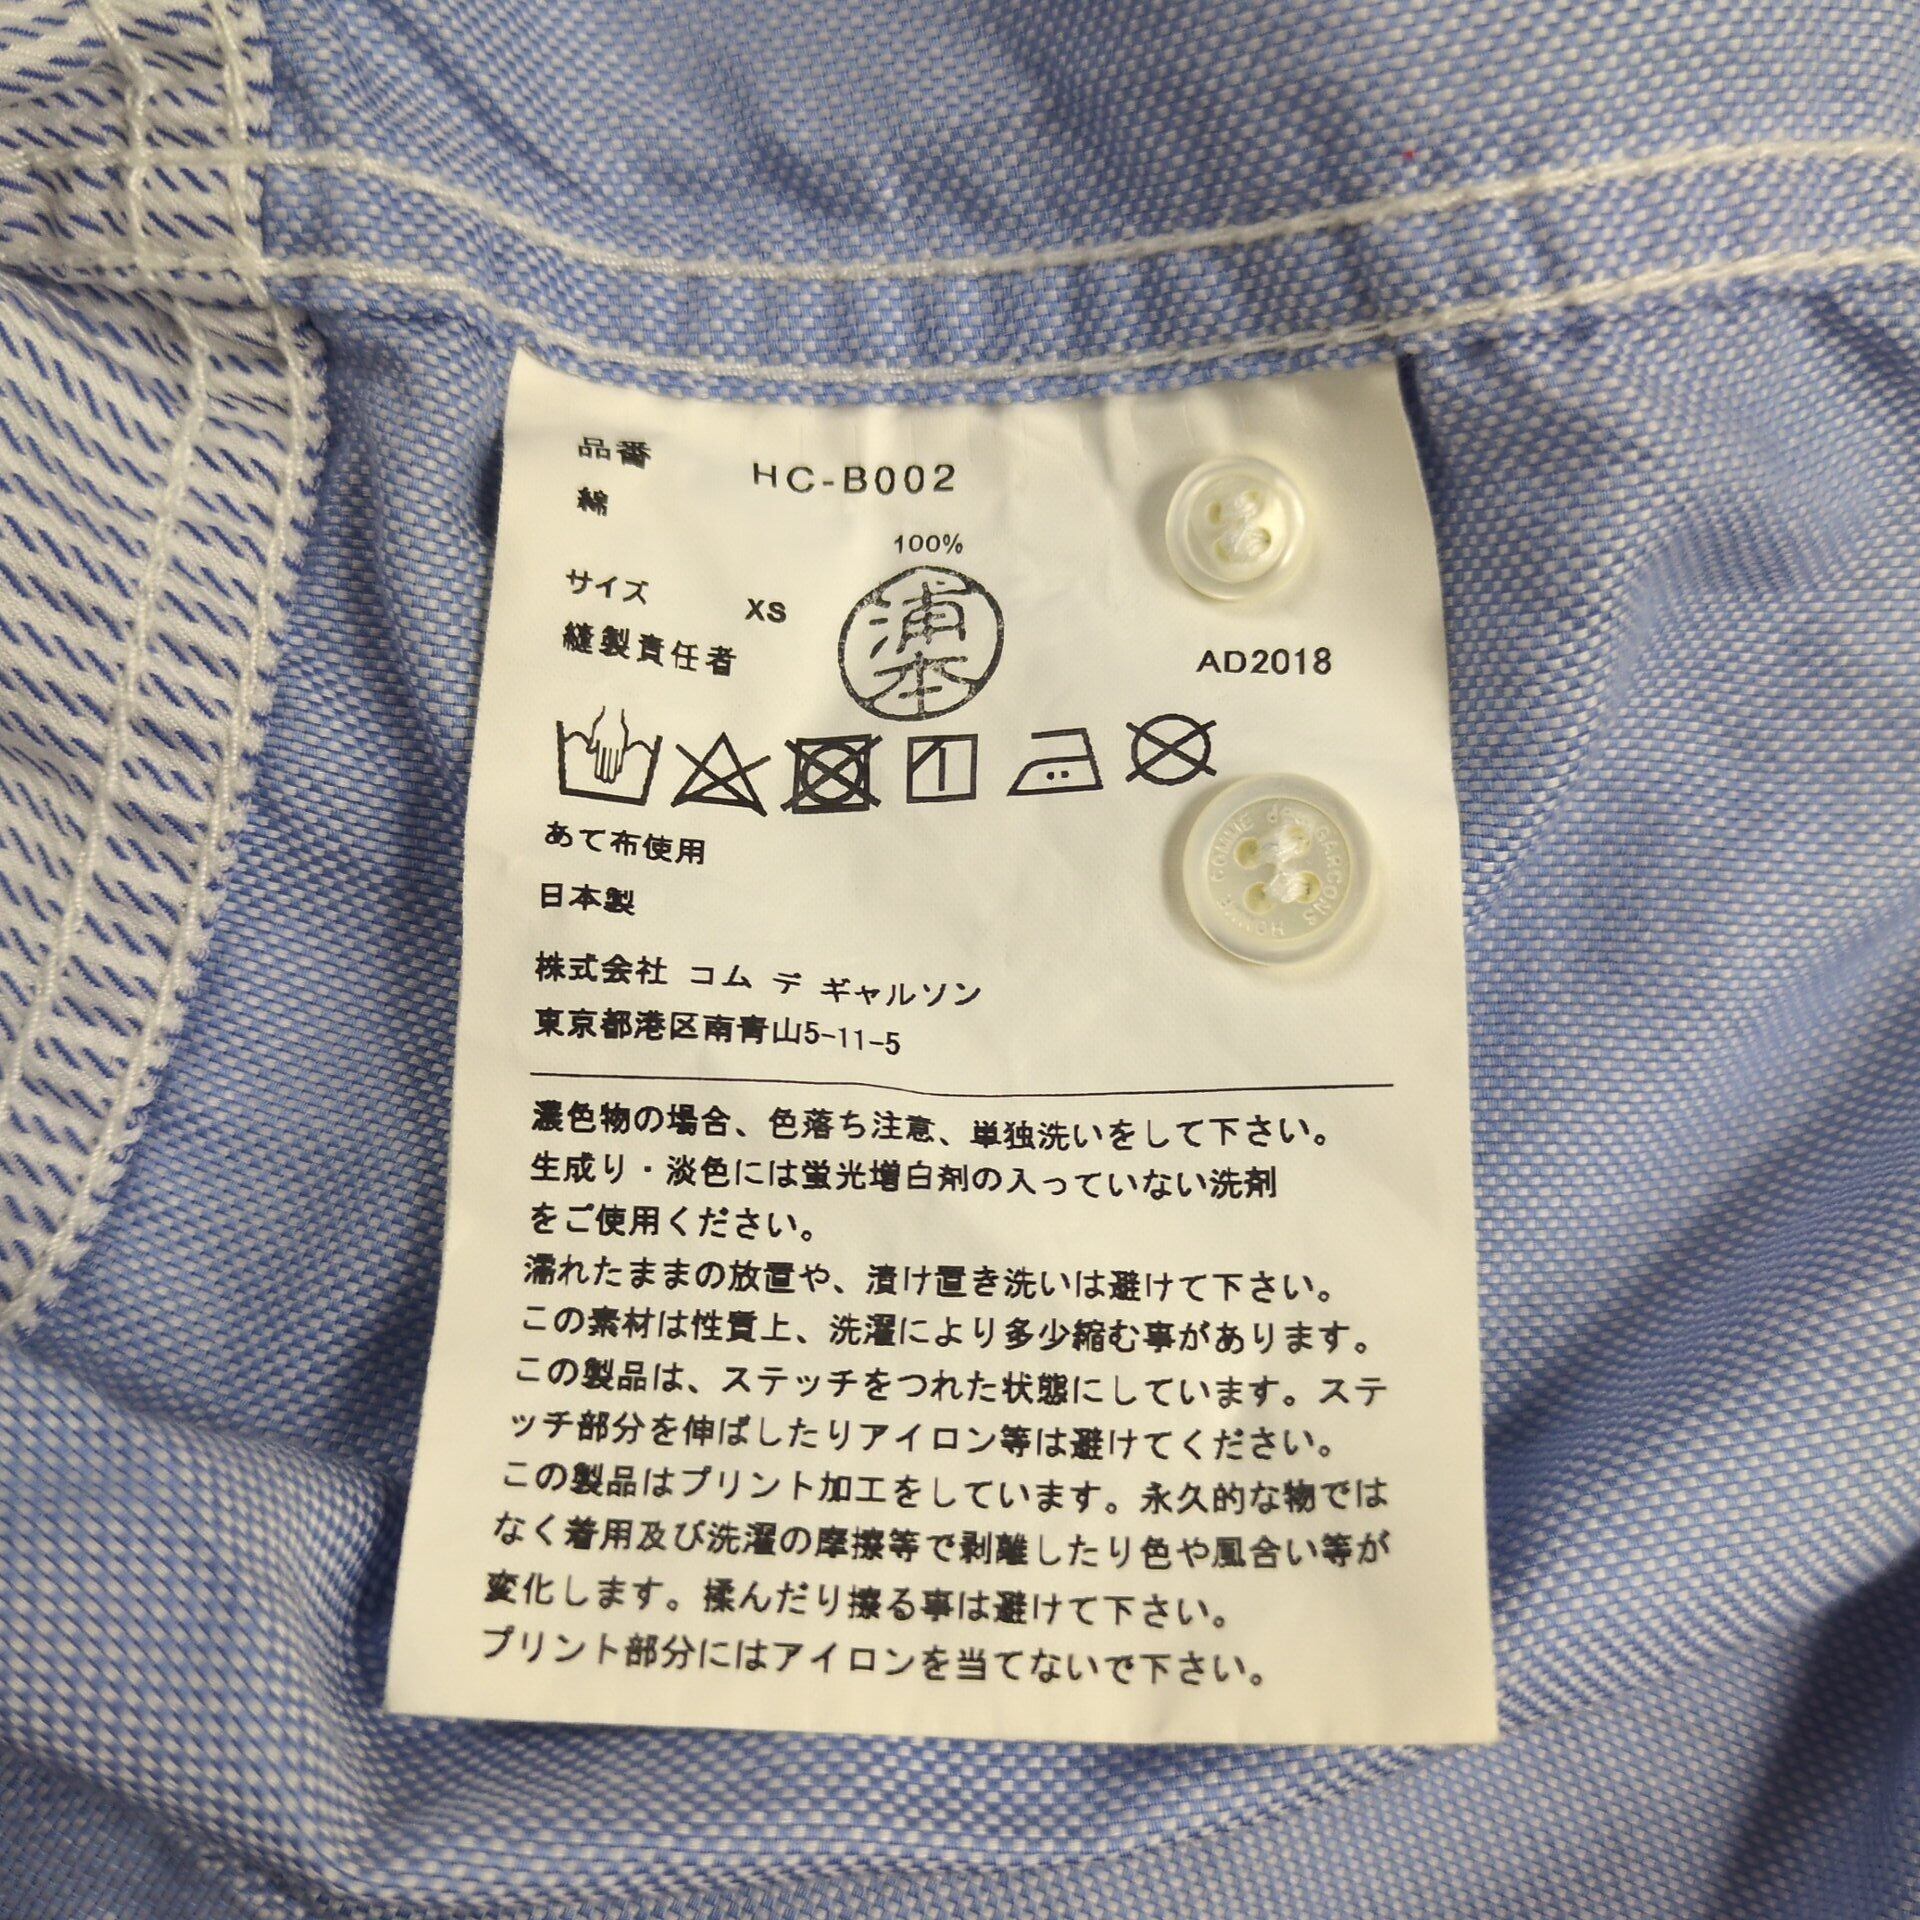 品番 HC-B002
綿 100%
サイズ XS
縫製責任者 浦本 AD2018
1
あて布使用
日本製
COMME des GARCONS HOMME
株式会社 コム デ ギャルソン
東京都港区南青山5-11-5
濃色物の場合、色落ち注意、単独洗いをして下さい。
生成り・淡色には蛍光増白剤の入っていない洗剤
をご使用ください。
濡れたままの放置や、漬け置き洗いは避けて下さい。
この素材は性質上、洗濯により多少縮む事があります。
この製品は、ステッチをつれた状態にしています。ステ
ッチ部分を伸ばしたりアイロン等は避けてください。
この製品はプリント加工をしています。永久的な物では
なく着用及び洗濯の摩擦等で剥離したり色や風合い等が
変化します。揉んだり擦る事は避けて下さい。
プリント部分にはアイロンを当てないで下さい。